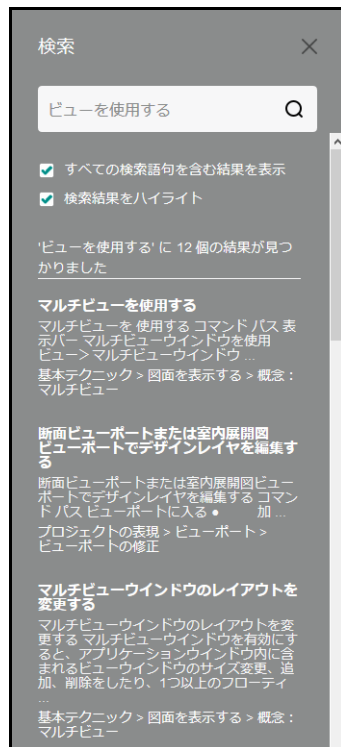 検索
ビューを使用する
すべての検索語句を含む結果を表示
検索結果をハイライト
'ビューを使用する' に 12 個の結果が見つ
かりました
マルチビューを使用する
マルチビューを 使用する コマンド パス 表
示バー マルチビューウインドウを使用
ビュー＞マルチビューウインドウ ...
基本テクニック > 図面を表示する > 概念：
マルチビュー
断面ビューポートまたは室内展開図
ビューポートでデザインレイヤを編集す
る
断面ビューポートまたは室内展開図ビュー
ポートでデザインレイヤを編集する コマン
ド パス ビューポートに入る ● 加 ...
プロジェクトの表現 > ビューポート >
ビューポートの修正
マルチビューウインドウのレイアウトを
変更する
マルチビューウインドウのレイアウトを変
更する マルチビューウインドウを有効にす
ると、アプリケーションウインドウ内に含
まれるビューウインドウのサイズ変更、追
加、削除をしたり、1つ以上のフローティ
...
基本テクニック > 図面を表示する > 概念：
マルチビュー